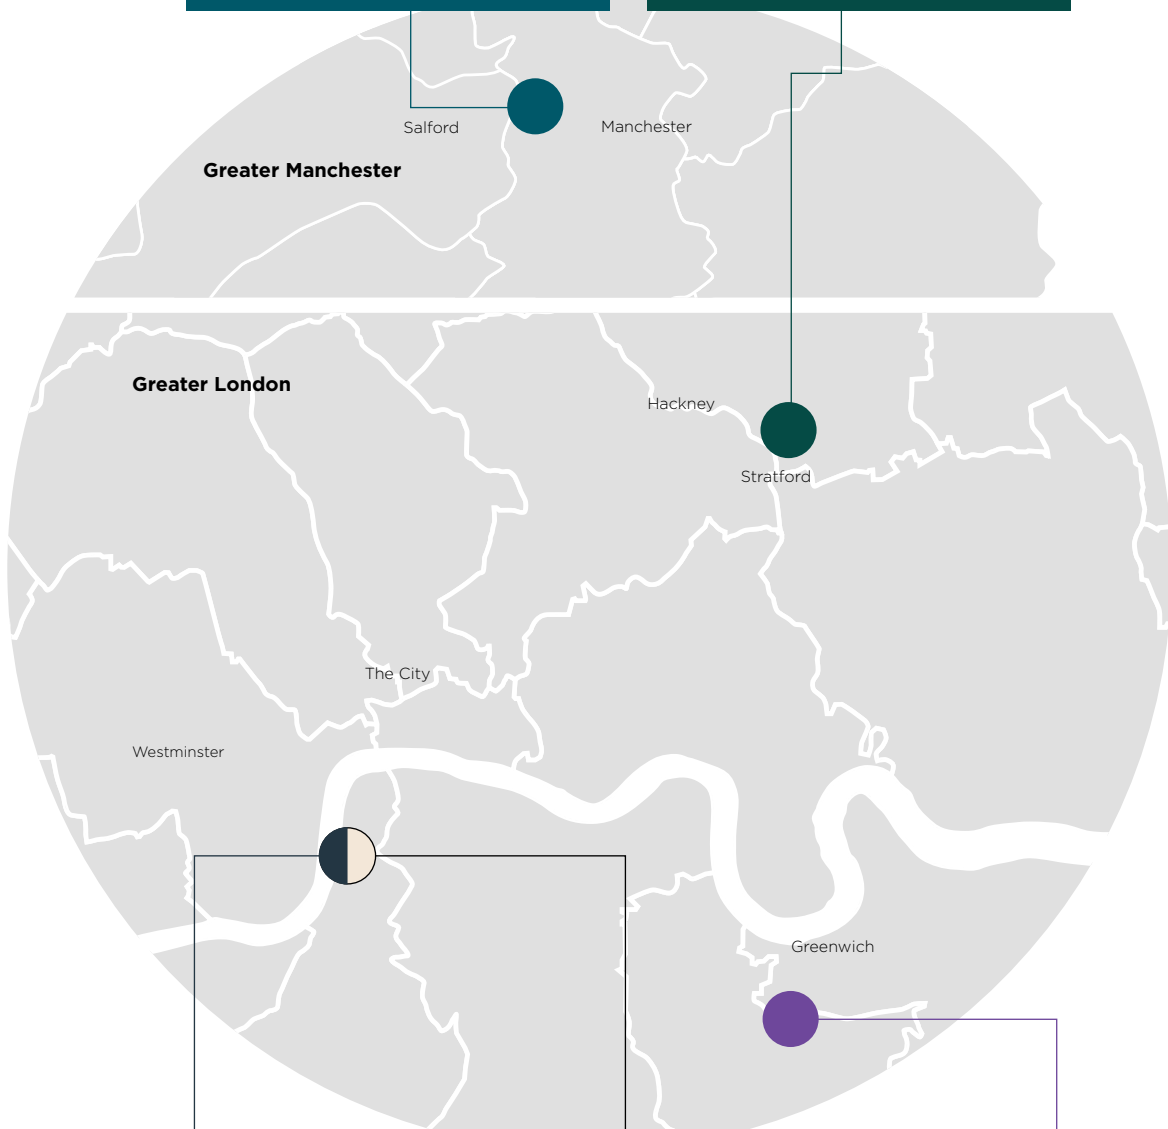 Salford
Manchester
Greater Manchester
Greater London
Hackney
Stratford
The City
Westminster
Greenwich